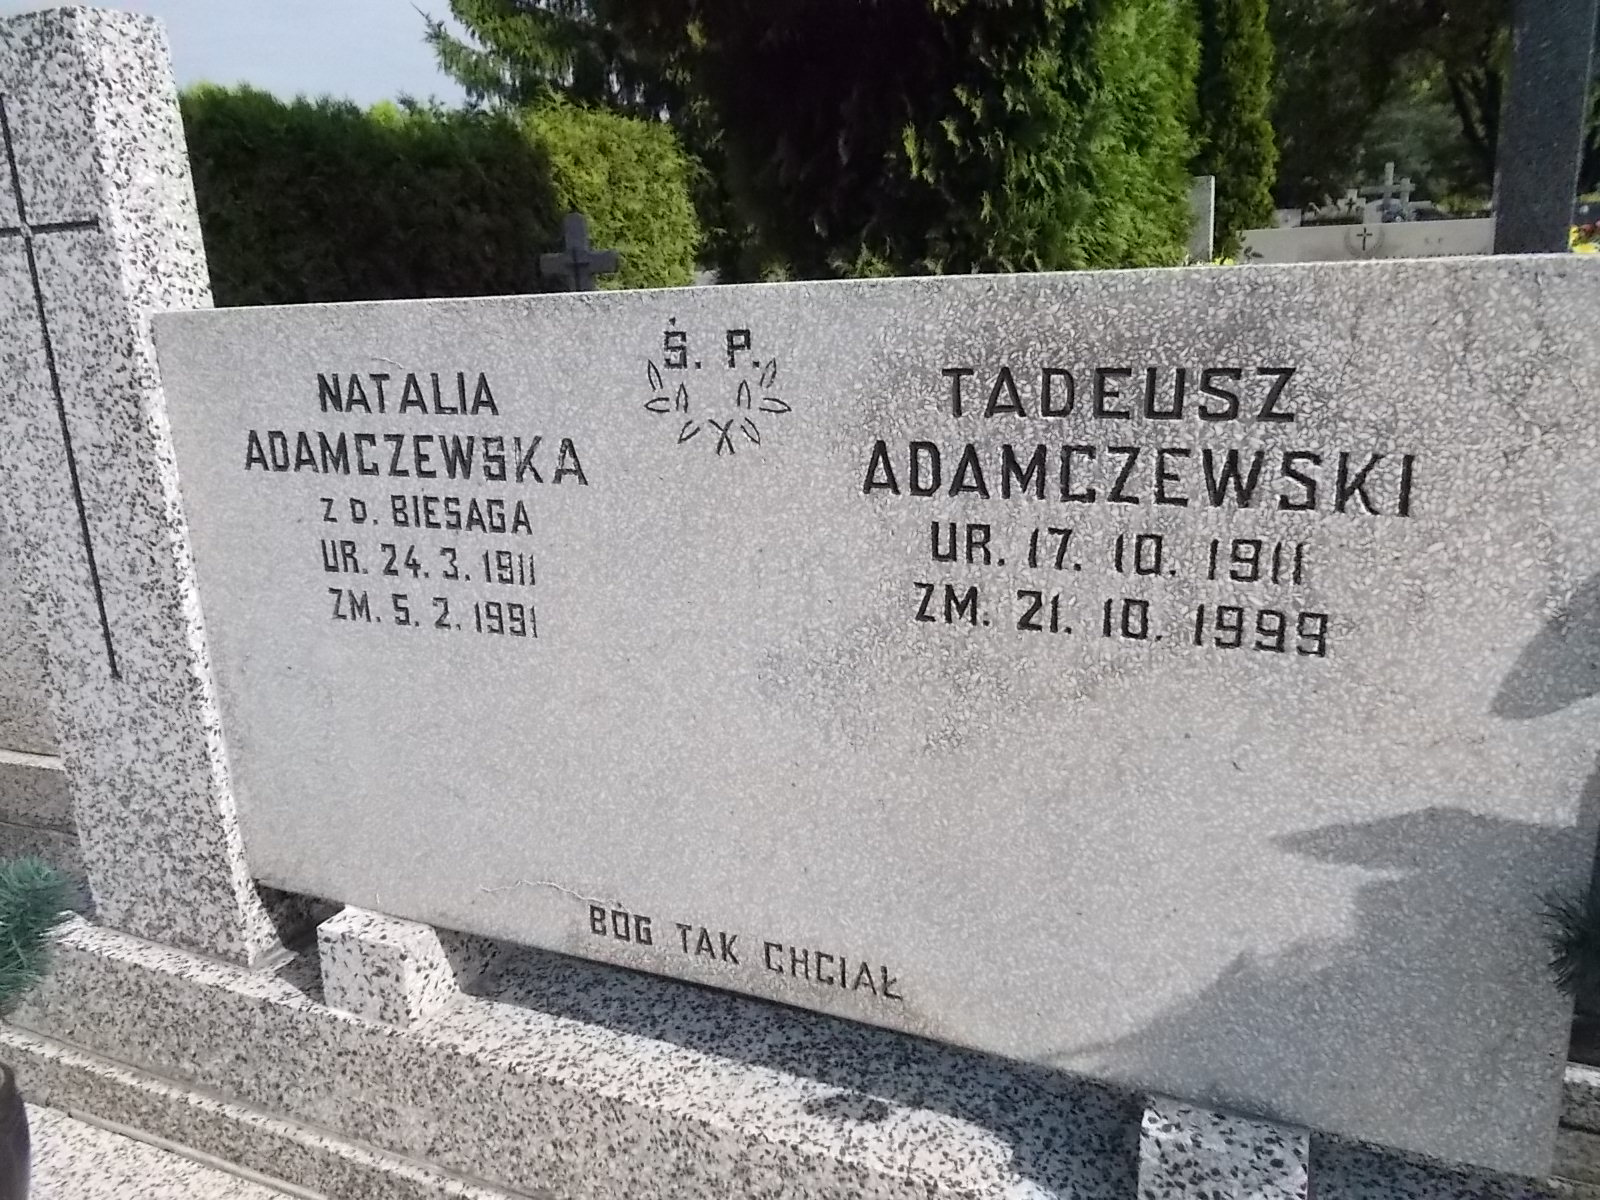 Ś. P.
NATALIA
ADAMCZEWSKA
Z D. BIESAGA
UR. 24. 3. 1911
ZM. 5. 2. 1991
TADEUSZ
ADAMCZEWSKI
UR. 17. 10. 1911
ZM. 21. 10. 1999
BÓG TAK CHCIAŁ